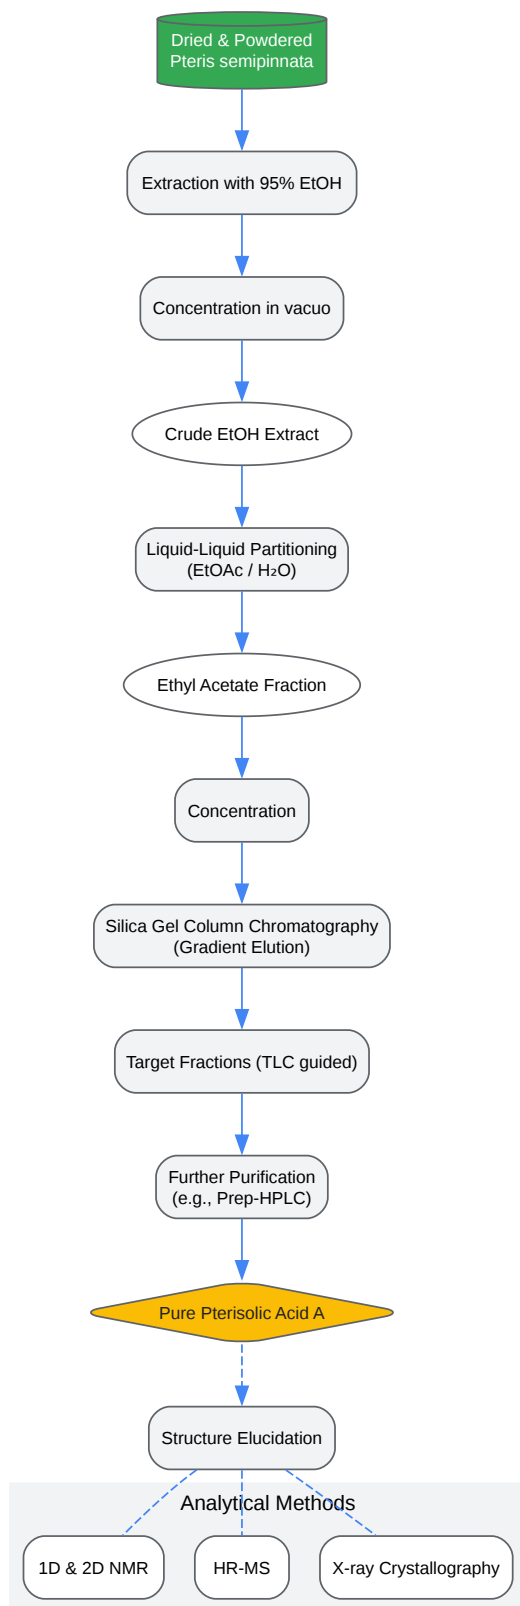 Dried & Powdered
Pteris semipinnata
Extraction with 95% EtOH
Concentration in vacuo
Crude EtOH Extract
Liquid-Liquid Partitioning
(EtOAc / H₂O)
Ethyl Acetate Fraction
Concentration
Silica Gel Column Chromatography
(Gradient Elution)
Target Fractions (TLC guided)
Further Purification
(e.g., Prep-HPLC)
Pure Pterisolic Acid A
Structure Elucidation
Analytical Methods
1D & 2D NMR
HR-MS
X-ray Crystallography